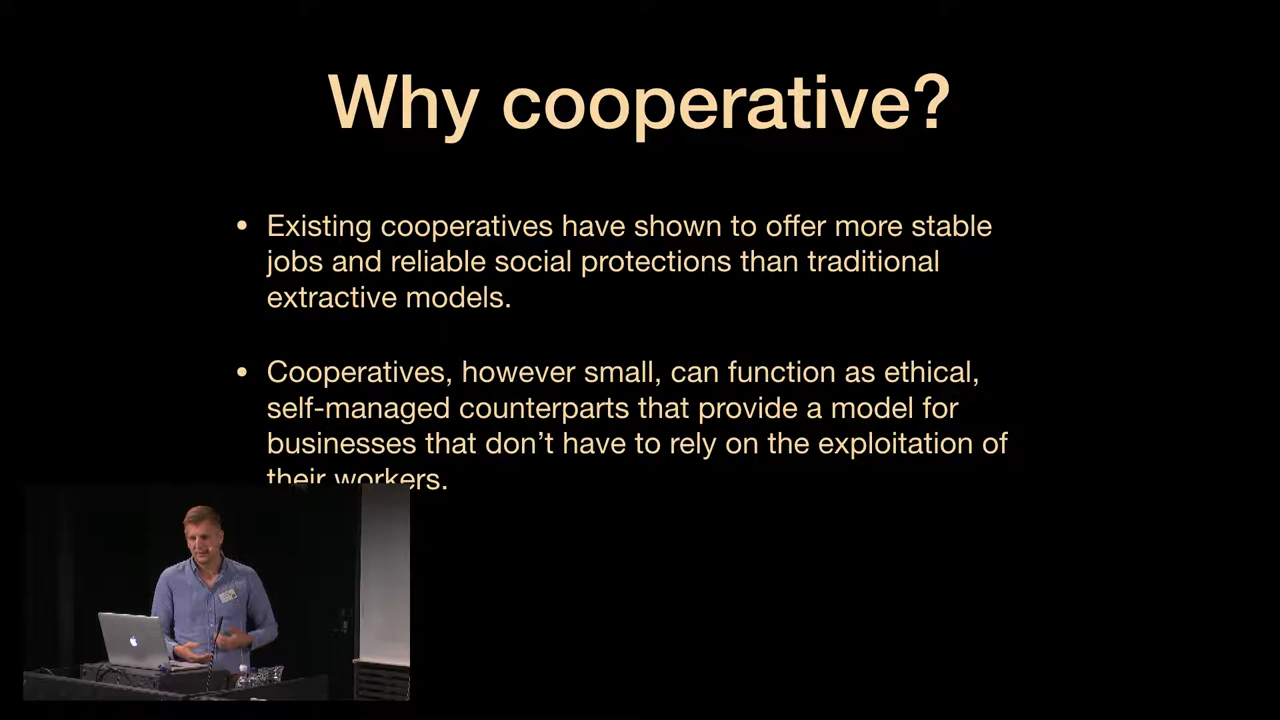 Why cooperative?
• Existing cooperatives have shown to offer more stable
jobs and reliable social protections than traditional
extractive models.
• Cooperatives, however small, can function as ethical,
self-managed counterparts that provide a model for
businesses that don’t have to rely on the exploitation of
their workers.